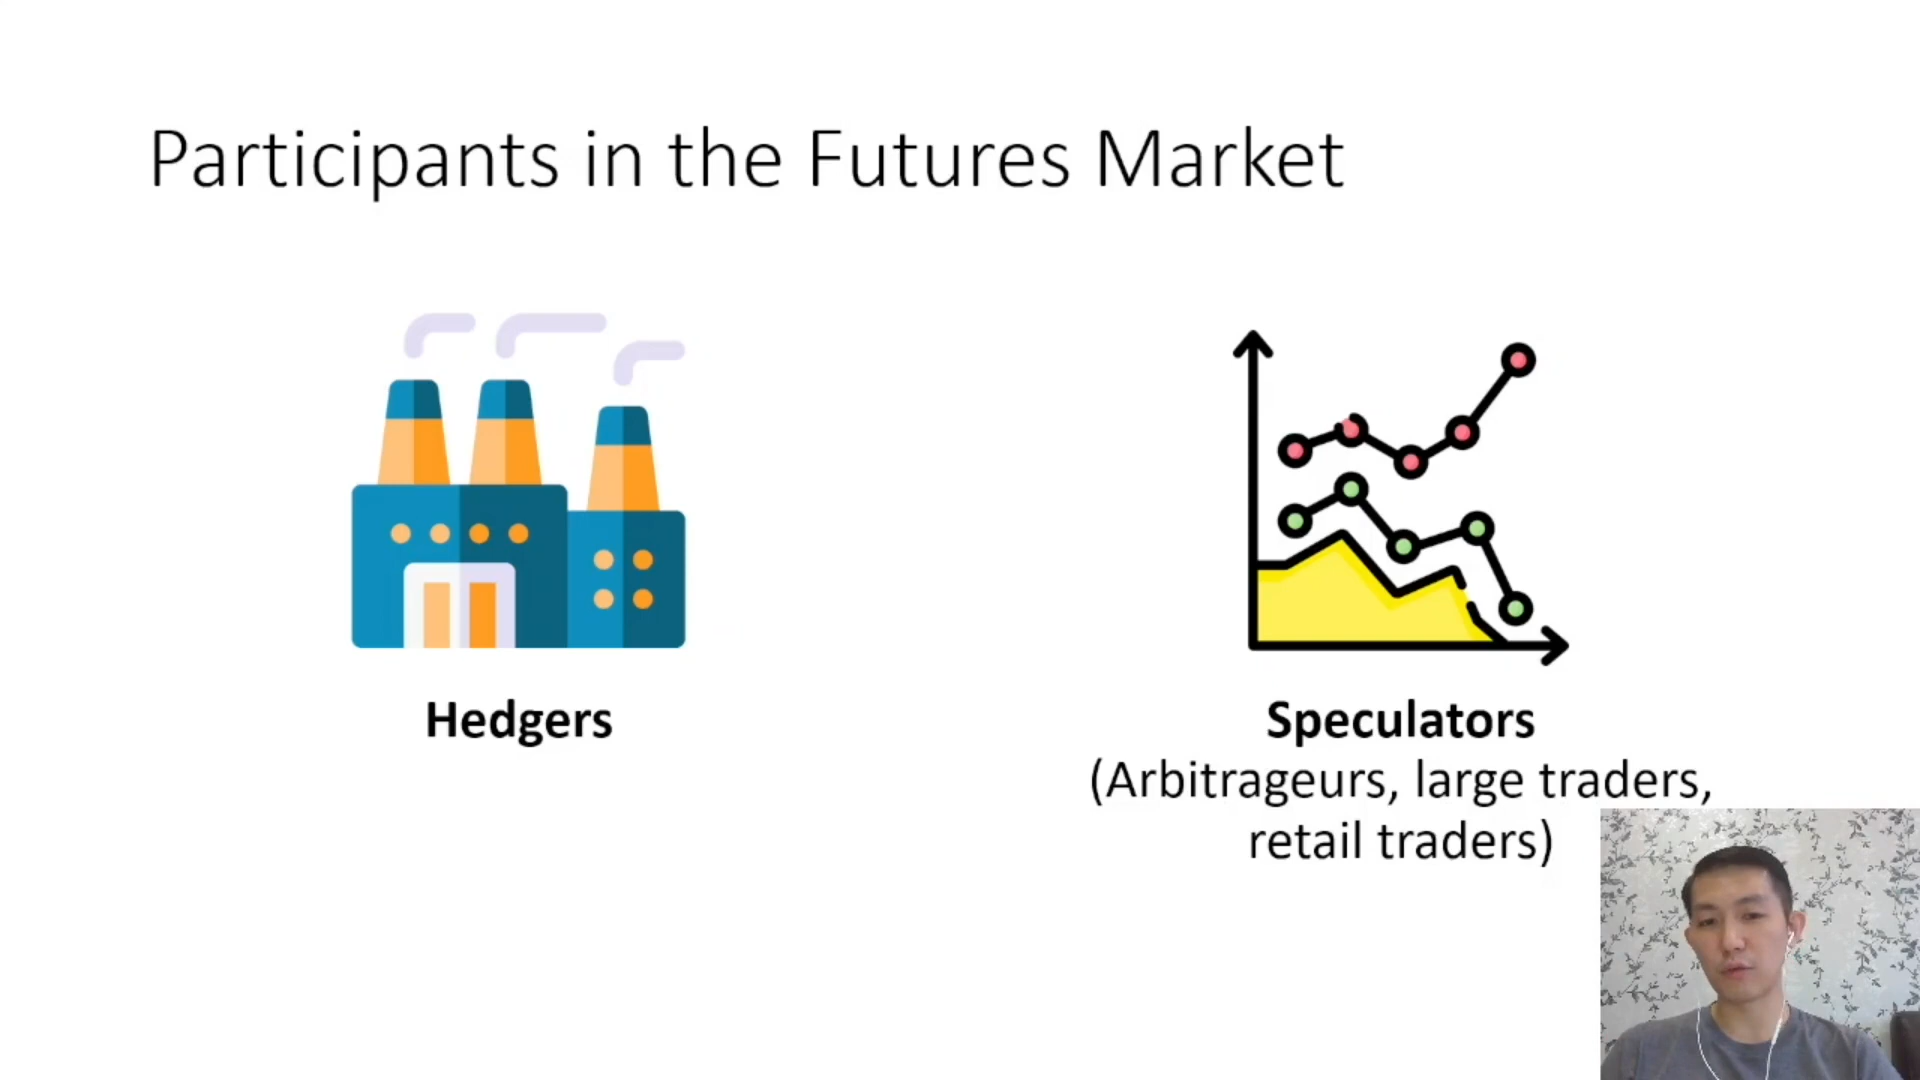 Participants in the Futures Market
Hedgers
Speculators
(Arbitrageurs, large traders,
retail traders)